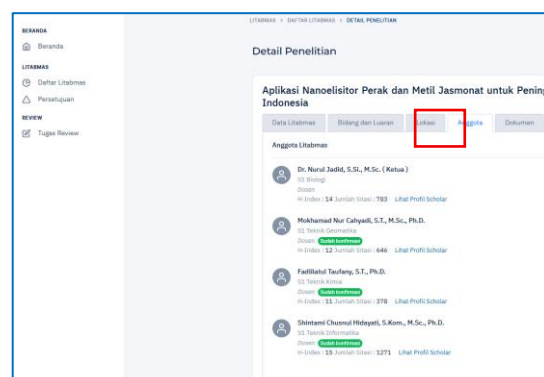 LITABMAS > DAFTAR LITABMAS > DETAIL PENELITIAN
BERANDA
Beranda
LITABMAS
Daftar Litabmas
Persetujuan
REVIEW
Tugas Review
Detail Penelitian
Aplikasi Nanoelisitor Perak dan Metil Jasmonat untuk Pening
Indonesia
Data Litabmas Bidang dan Luaran Lokasi Anggota Dokumen
Anggota Litabmas
Dr. Nurul Jadid, S.Si., M.Sc. ( Ketua )
S1 Biologi
Dosen
H-Index : 14 Jumlah Sitasi : 783 Lihat Profil Scholar
Mokhamad Nur Cahyadi, S.T., M.Sc., Ph.D.
S1 Teknik Geomatika
Dosen Sudah konfirmasi
H-Index : 12 Jumlah Sitasi : 646 Lihat Profil Scholar
Fadlilatul Taufany, S.T., Ph.D.
S1 Teknik Kimia
Dosen Sudah konfirmasi
H-Index : 11 Jumlah Sitasi : 378 Lihat Profil Scholar
Shintami Chusnul Hidayati, S.Kom., M.Sc., Ph.D.
S1 Teknik Informatika
Dosen Sudah konfirmasi
H-Index : 15 Jumlah Sitasi : 1271 Lihat Profil Scholar